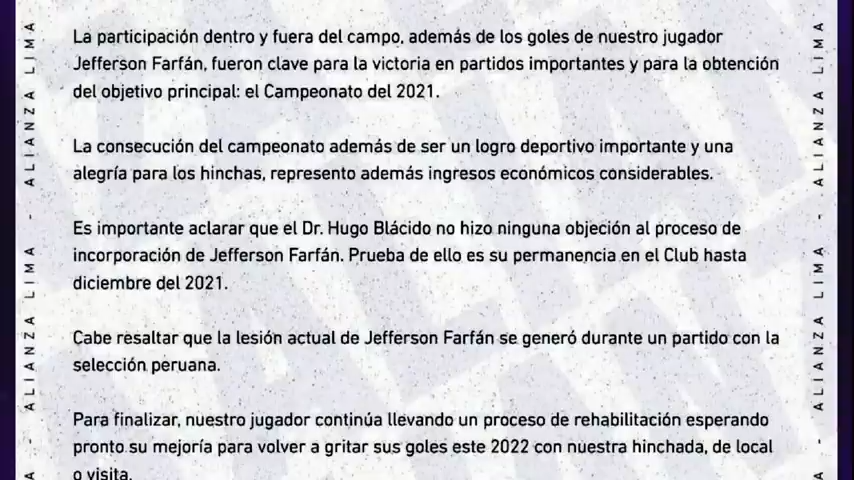 La participación dentro y fuera del campo, además de los goles de nuestro jugador
Jefferson Farfán, fueron clave para la victoria en partidos importantes y para la obtención
del objetivo principal: el Campeonato del 2021.
La consecución del campeonato además de ser un logro deportivo importante y una
alegría para los hinchas, represento además ingresos económicos considerables.
Es importante aclarar que el Dr. Hugo Blácido no hizo ninguna objeción al proceso de
incorporación de Jefferson Farfán. Prueba de ello es su permanencia en el Club hasta
diciembre del 2021.
Cabe resaltar que la lesión actual de Jefferson Farfán se generó durante un partido con la
selección peruana.
Para finalizar, nuestro jugador continúa llevando un proceso de rehabilitación esperando
pronto su mejoría para volver a gritar sus goles este 2022 con nuestra hinchada, de local
o visita.
A - ALIANZA LIMA - ALIANZA LIMA
A - ALIANZA LIMA - ALIANZA LIMA